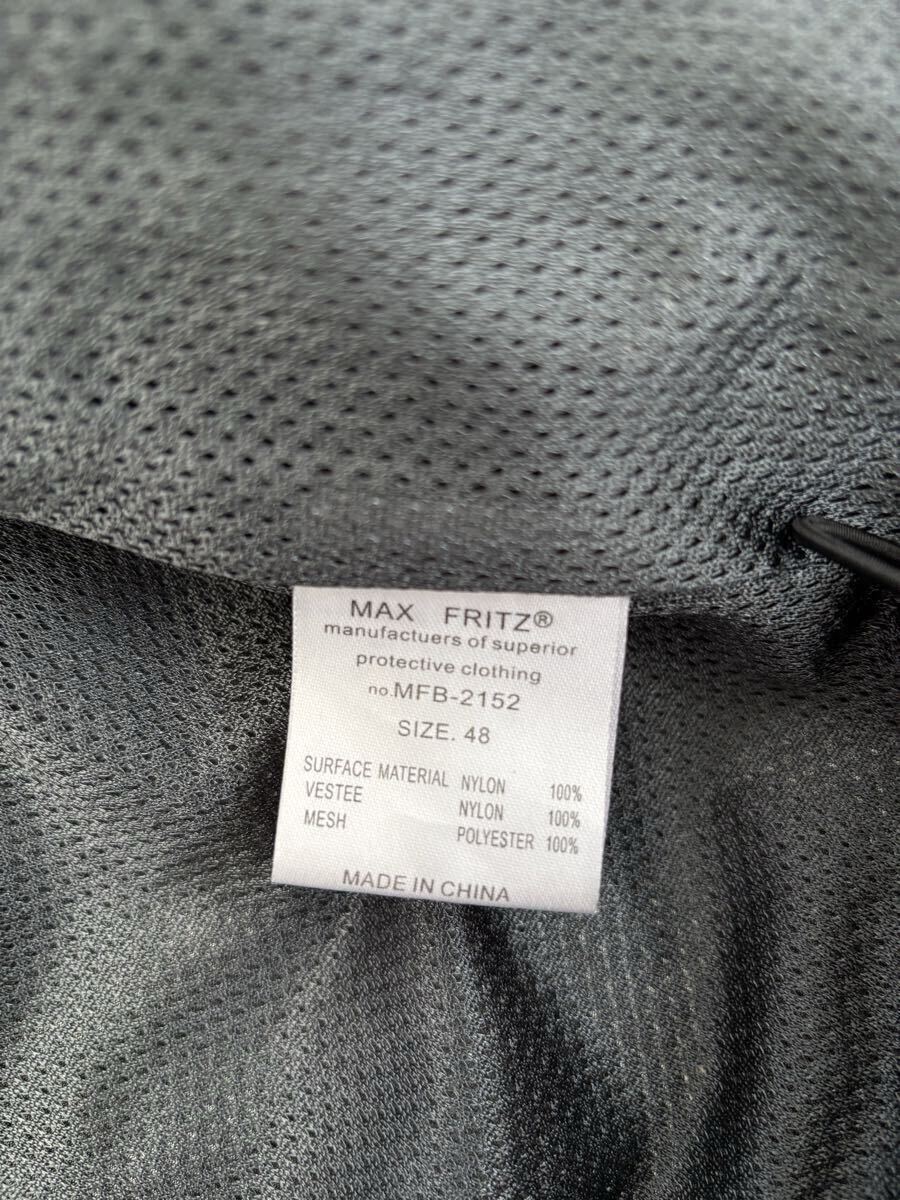 MAX FRITZ®
manufactuers of superior
protective clothing
no.MFB-2152
SIZE. 48
SURFACE MATERIAL NYLON 100%
VESTEE NYLON 100%
MESH POLYESTER 100%
MADE IN CHINA